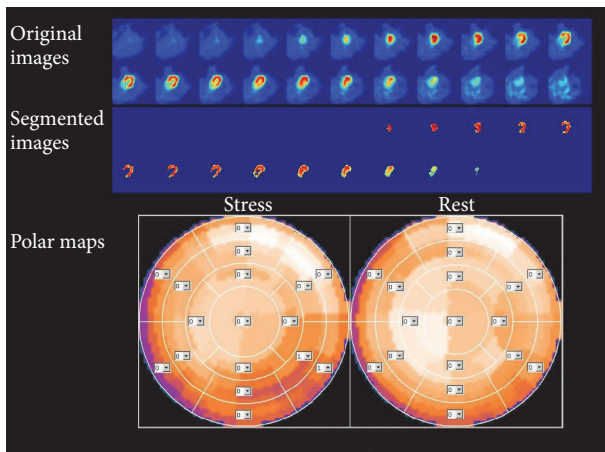 Original
images
Segmented
images
Stress Rest
Polar maps
0 0
0 0
0 0 0 0 0 0
0 0 0 0
0 0 0 0 0 0
0 1 0 0
0 0 1 0 0 0
0 0
0 0